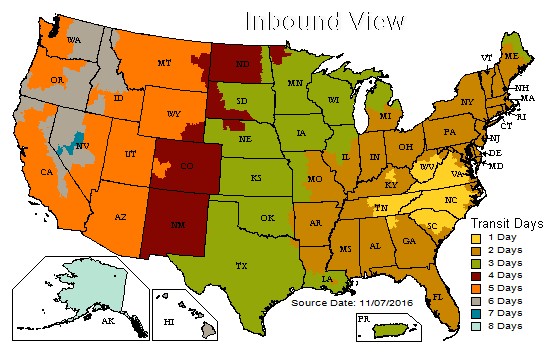 Inbound View
WA
MT
ND
MN
ME
VT
OR
ID
WY
SD
WI
MI
NY
NH
MA
RI
CT
NV
UT
CO
NE
IA
IL
IN
OH
PA
NJ
DE
MD
CA
KS
MO
KY
WV
VA
AZ
NM
OK
AR
TN
NC
SC
TX
LA
MS
AL
GA
FL
AK
HI
PR
Source Date: 11/07/2016
Transit Days
1 Day
2 Days
3 Days
4 Days
5 Days
6 Days
7 Days
8 Days